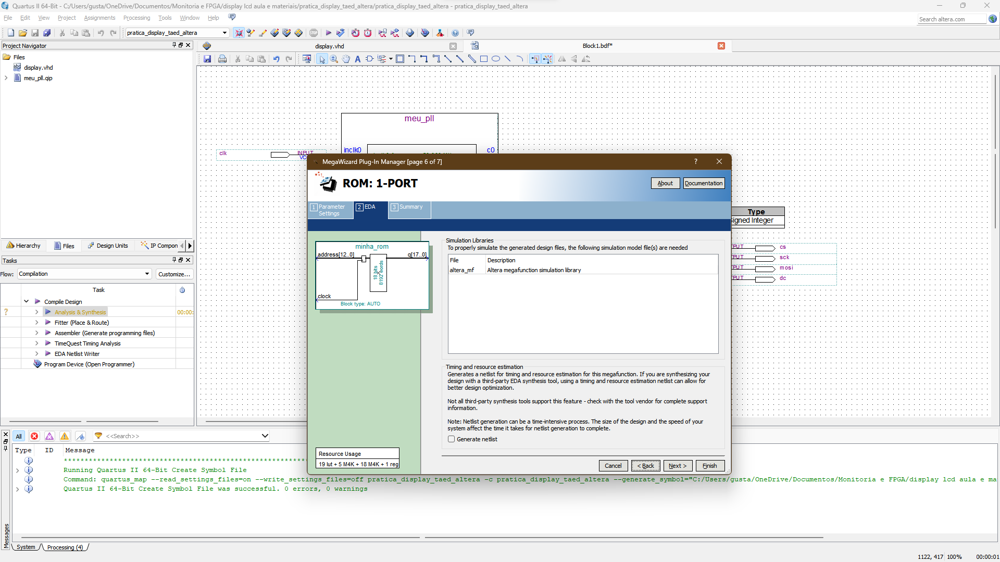 Quartus II 64-Bit - C:/Users/gusta/OneDrive/Documentos/Monitoria e FPGA/display lcd aula e materiais/pratica_display_taed_altera/pratica_display_taed_altera - pratica_display_taed_altera
File Edit View Project Assignments Processing Tools Window Help
Search altera.com
pratica_display_taed_altera
Project Navigator
Files
display.vhd
meu_pll.qip
Hierarchy Files Design Units IP Compon
Tasks
Flow: Compilation Customize...
Task
Compile Design
Analysis & Synthesis 00:00:
Fitter (Place & Route)
Assembler (Generate programming files)
TimeQuest Timing Analysis
EDA Netlist Writer
Program Device (Open Programmer)
display.vhd
Block1.bdf*
meu_pll
clk INPUT
VC
inclk0 c0
Type
Signed Integer
PUT cs
PUT sck
PUT mosi
PUT dc
MegaWizard Plug-In Manager [page 6 of 7]
ROM: 1-PORT
About Documentation
1 Parameter Settings
2 EDA
3 Summary
minha_rom
address[12..0] q[17..0]
18 bits
8192 words
clock
Block type: AUTO
Resource Usage
19 lut + 5 M4K + 18 M4K + 1 reg
Simulation Libraries
To properly simulate the generated design files, the following simulation model file(s) are needed
File Description
altera_mf Altera megafunction simulation library
Timing and resource estimation
Generates a netlist for timing and resource estimation for this megafunction. If you are synthesizing your
design with a third-party EDA synthesis tool, using a timing and resource estimation netlist can allow for
better design optimization.
Not all third-party synthesis tools support this feature - check with the tool vendor for complete support
information.
Note: Netlist generation can be a time-intensive process. The size of the design and the speed of your
system affect the time it takes for netlist generation to complete.
Generate netlist
Cancel < Back Next > Finish
All <<Search>>
Type ID Message
Running Quartus II 64-Bit Create Symbol File
Command: quartus_map --read_settings_files=on --write_settings_files=off pratica_display_taed_altera -c pratica_display_taed_altera --generate_symbol="C:/Users/gusta/OneDrive/Documentos/Monitoria e FPGA/display lcd aula e ma
Quartus II 64-Bit Create Symbol File was successful. 0 errors, 0 warnings
Messages
System Processing (4)
1122, 417 100% 00:00:01